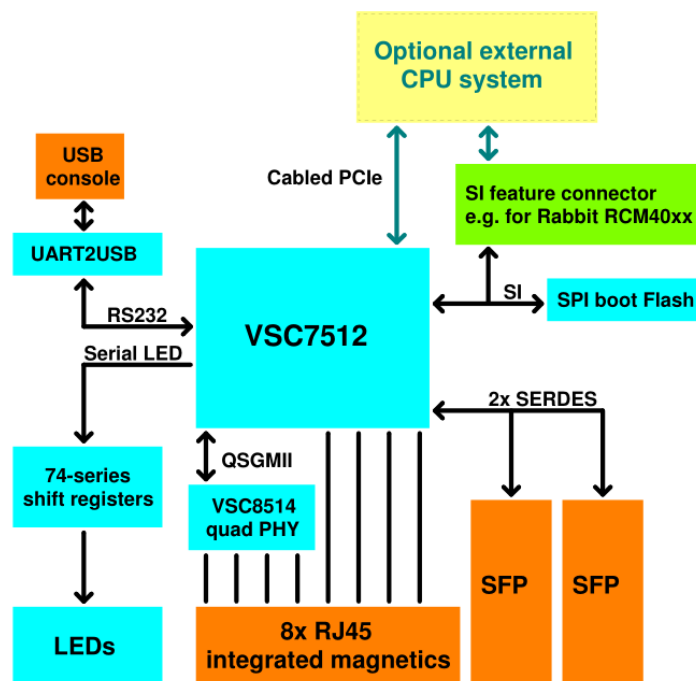 Optional external
CPU system
USB
console
Cabled PCIe
SI feature connector
e.g. for Rabbit RCM40xx
UART2USB
RS232
VSC7512
SI
SPI boot Flash
Serial LED
2x SERDES
QSGMII
74-series
shift registers
VSC8514
quad PHY
SFP
SFP
LEDs
8x RJ45
integrated magnetics